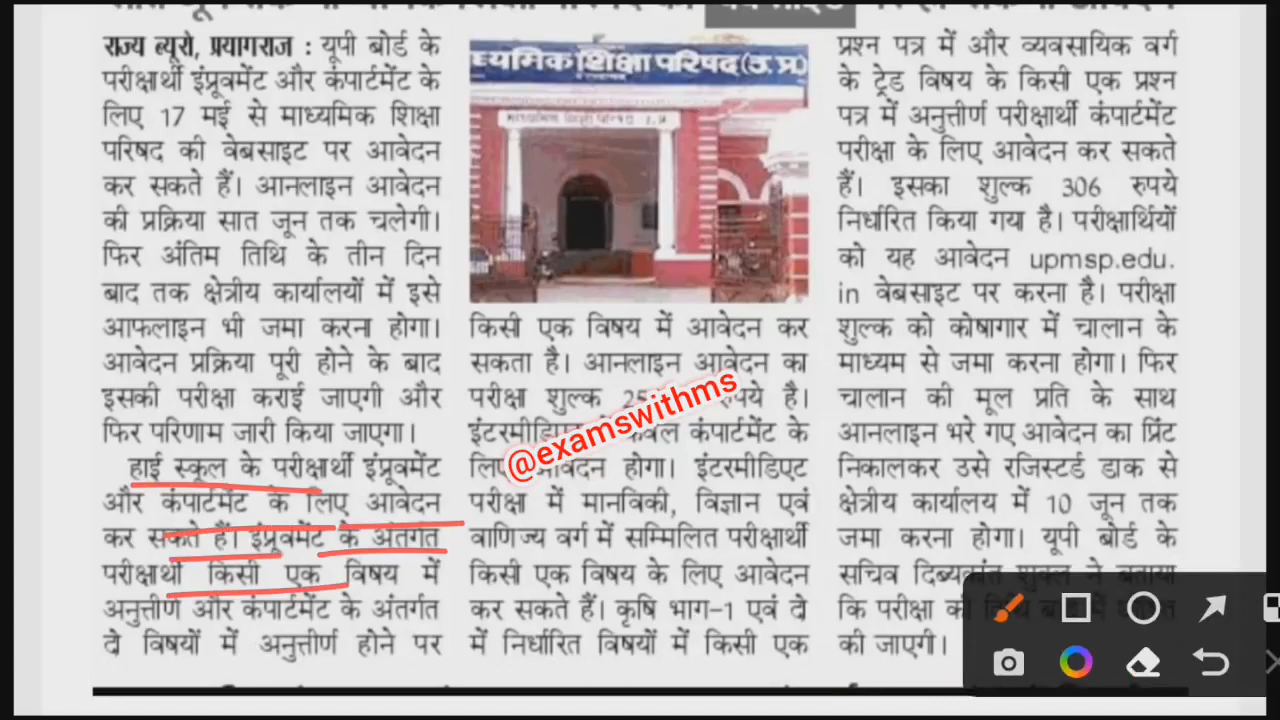 राज्य ब्यूरो, प्रयागराज : यूपी बोर्ड के
परीक्षार्थी इंप्रूवमेंट और कंपार्टमेंट के
लिए 17 मई से माध्यमिक शिक्षा
परिषद की वेबसाइट पर आवेदन
कर सकते हैं। आनलाइन आवेदन
की प्रक्रिया सात जून तक चलेगी।
फिर अंतिम तिथि के तीन दिन
बाद तक क्षेत्रीय कार्यालयों में इसे
आफलाइन भी जमा करना होगा।
आवेदन प्रक्रिया पूरी होने के बाद
इसकी परीक्षा कराई जाएगी और
फिर परिणाम जारी किया जाएगा।
हाई स्कूल के परीक्षार्थी इंप्रूवमेंट
और कंपार्टमेंट के लिए आवेदन
कर सकते हैं। इंप्रूवमेंट के अंतर्गत
परीक्षार्थी किसी एक विषय में
अनुत्तीर्ण और कंपार्टमेंट के अंतर्गत
दो विषयों में अनुत्तीर्ण होने पर
ध्यमिक शिक्षा परिषद (उ.प्र.)
किसी एक विषय में आवेदन कर
सकता है। आनलाइन आवेदन का
परीक्षा शुल्क रुपये है।
केवल कंपार्टमेंट के
लिए आवेदन होगा। इंटरमीडिएट
परीक्षा में मानविकी, विज्ञान एवं
वाणिज्य वर्ग में सम्मिलित परीक्षार्थी
किसी एक विषय के लिए आवेदन
कर सकते हैं। कृषि भाग-1 एवं दो
में निर्धारित विषयों में किसी एक
@examswithms
प्रश्न पत्र में और व्यवसायिक वर्ग
के ट्रेड विषय के किसी एक प्रश्न
पत्र में अनुत्तीर्ण परीक्षार्थी कंपार्टमेंट
परीक्षा के लिए आवेदन कर सकते
हैं। इसका शुल्क 306 रुपये
निर्धारित किया गया है। परीक्षार्थियों
को यह आवेदन upmsp.edu.
in वेबसाइट पर करना है। परीक्षा
शुल्क को कोषागार में चालान के
माध्यम से जमा करना होगा। फिर
चालान की मूल प्रति के साथ
आनलाइन भरे गए आवेदन का प्रिंट
निकालकर उसे रजिस्टर्ड डाक से
क्षेत्रीय कार्यालय में 10 जून तक
जमा करना होगा। यूपी बोर्ड के
सचिव दिब्यकांत शुक्ल ने बताया
कि परीक्षा की तिथि बाद में
की जाएगी।